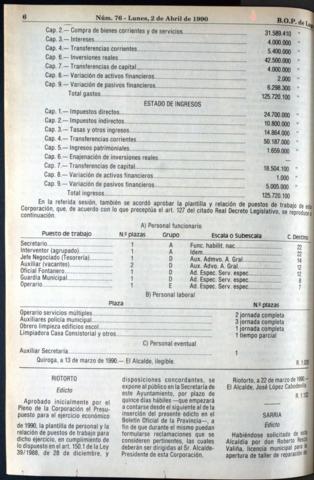 6 Núm. 76 - Lunes, 2 de Abril de 1990 B.O.P. de Lugo
Cap. 2.— Compra de bienes corrientes y de servicios 31.589.410 "
Cap. 3.— Intereses 4.000.000 "
Cap. 4.— Transferencias corrientes 5.400.000 "
Cap. 6.— Inversiones reales 42.500.000 "
Cap. 7.— Transferencias de capital 4.000.000 "
Cap. 8.— Variación de activos financieros 2.000 "
Cap. 9.— Variación de pasivos financieros 6.298.300 "
Total gastos 125.720.100
ESTADO DE INGRESOS
Cap. 1.— Impuestos directos 24.700.000 "
Cap. 2.— Impuestos indirectos 10.800.000 "
Cap. 3.— Tasas y otros ingresos 14.864.000 "
Cap. 4.— Transferencias corrientes 50.187.000 "
Cap. 5.— Ingresos patrimoniales 1.659.000 "
Cap. 6.— Enajenación de inversiones reales —
Cap. 7.— Transferencias de capital 18.504.100 "
Cap. 8.— Variación de activos financieros 1.000 "
Cap. 9.— Variación de pasivos financieros 5.005.000 "
Total ingresos 125.720.100
En la referida sesión, también se acordó aprobar la plantilla y relación de puestos de trabajo de esta
Corporación, que, de acuerdo con lo que preceptúa el art. 127 del citado Real Decreto Legislativo, se reproduce a
continuación.
A) Personal funcionario
Puesto de trabajo N.º plazas Grupo Escala o Subescala C. Destino
Secretario 1 A Func. habilit. nac. 22
Interventor (agrupado) 1 A Idem 22
Jefe Negociado (Tesorería) 1 D Aux. Admvo. A. Gral. 14
Auxiliar (vacantes) 2 D Aux. Advo. A. Gral. 12
Oficial Fontanero 1 D Ad. Espec. Serv. espec. 12
Guardia Municipal 1 D Ad. Espec. Serv. espec. 8
Operario 1 E Ad. Espec. Serv. espec. 7
B) Personal laboral
Plaza N.º plazas
Operario servicios múltiples 2 jornada completa
Auxiliares policía municipal 3 jornada completa
Obrero limpieza edificios escol. 1 jornada completa
Limpiadora Casa Consistorial y otros 1 tiempo parcial
C) Personal eventual
Auxiliar Secretaría 1
Quiroga, a 13 de marzo de 1990.— El Alcalde, ilegible.
RIOTORTO
Edicto
Aprobado inicialmente por el
Pleno de la Corporación el Presu-
puesto para el ejercicio económico
de 1990, la plantilla de personal y la
relación de puestos de trabajo para
dicho ejercicio, en cumplimiento de
lo dispuesto en el art. 150.1 de la Ley
39/1988, de 28 de diciembre, y
disposiciones concordantes, se
expone al público en la Secretaría de
este Ayuntamiento, por plazo de
quince días hábiles —que empezará
a contarse desde el siguiente al de la
inserción del presente edicto en el
Boletín Oficial de la Provincia—, a
fin de que durante el mismo puedan
formularse reclamaciones que se
consideren pertinentes, las cuales
deberán ser dirigidas al Sr. Alcalde-
Presidente de esta Corporación.
Riotorto, a 22 de marzo de 1990.—
El Alcalde, José López
SARRIA
Edicto
Habiéndose solicitado de esta
Alcaldía por don Roberto
Valiña, licencia municipal para la
apertura de taller de reparación de